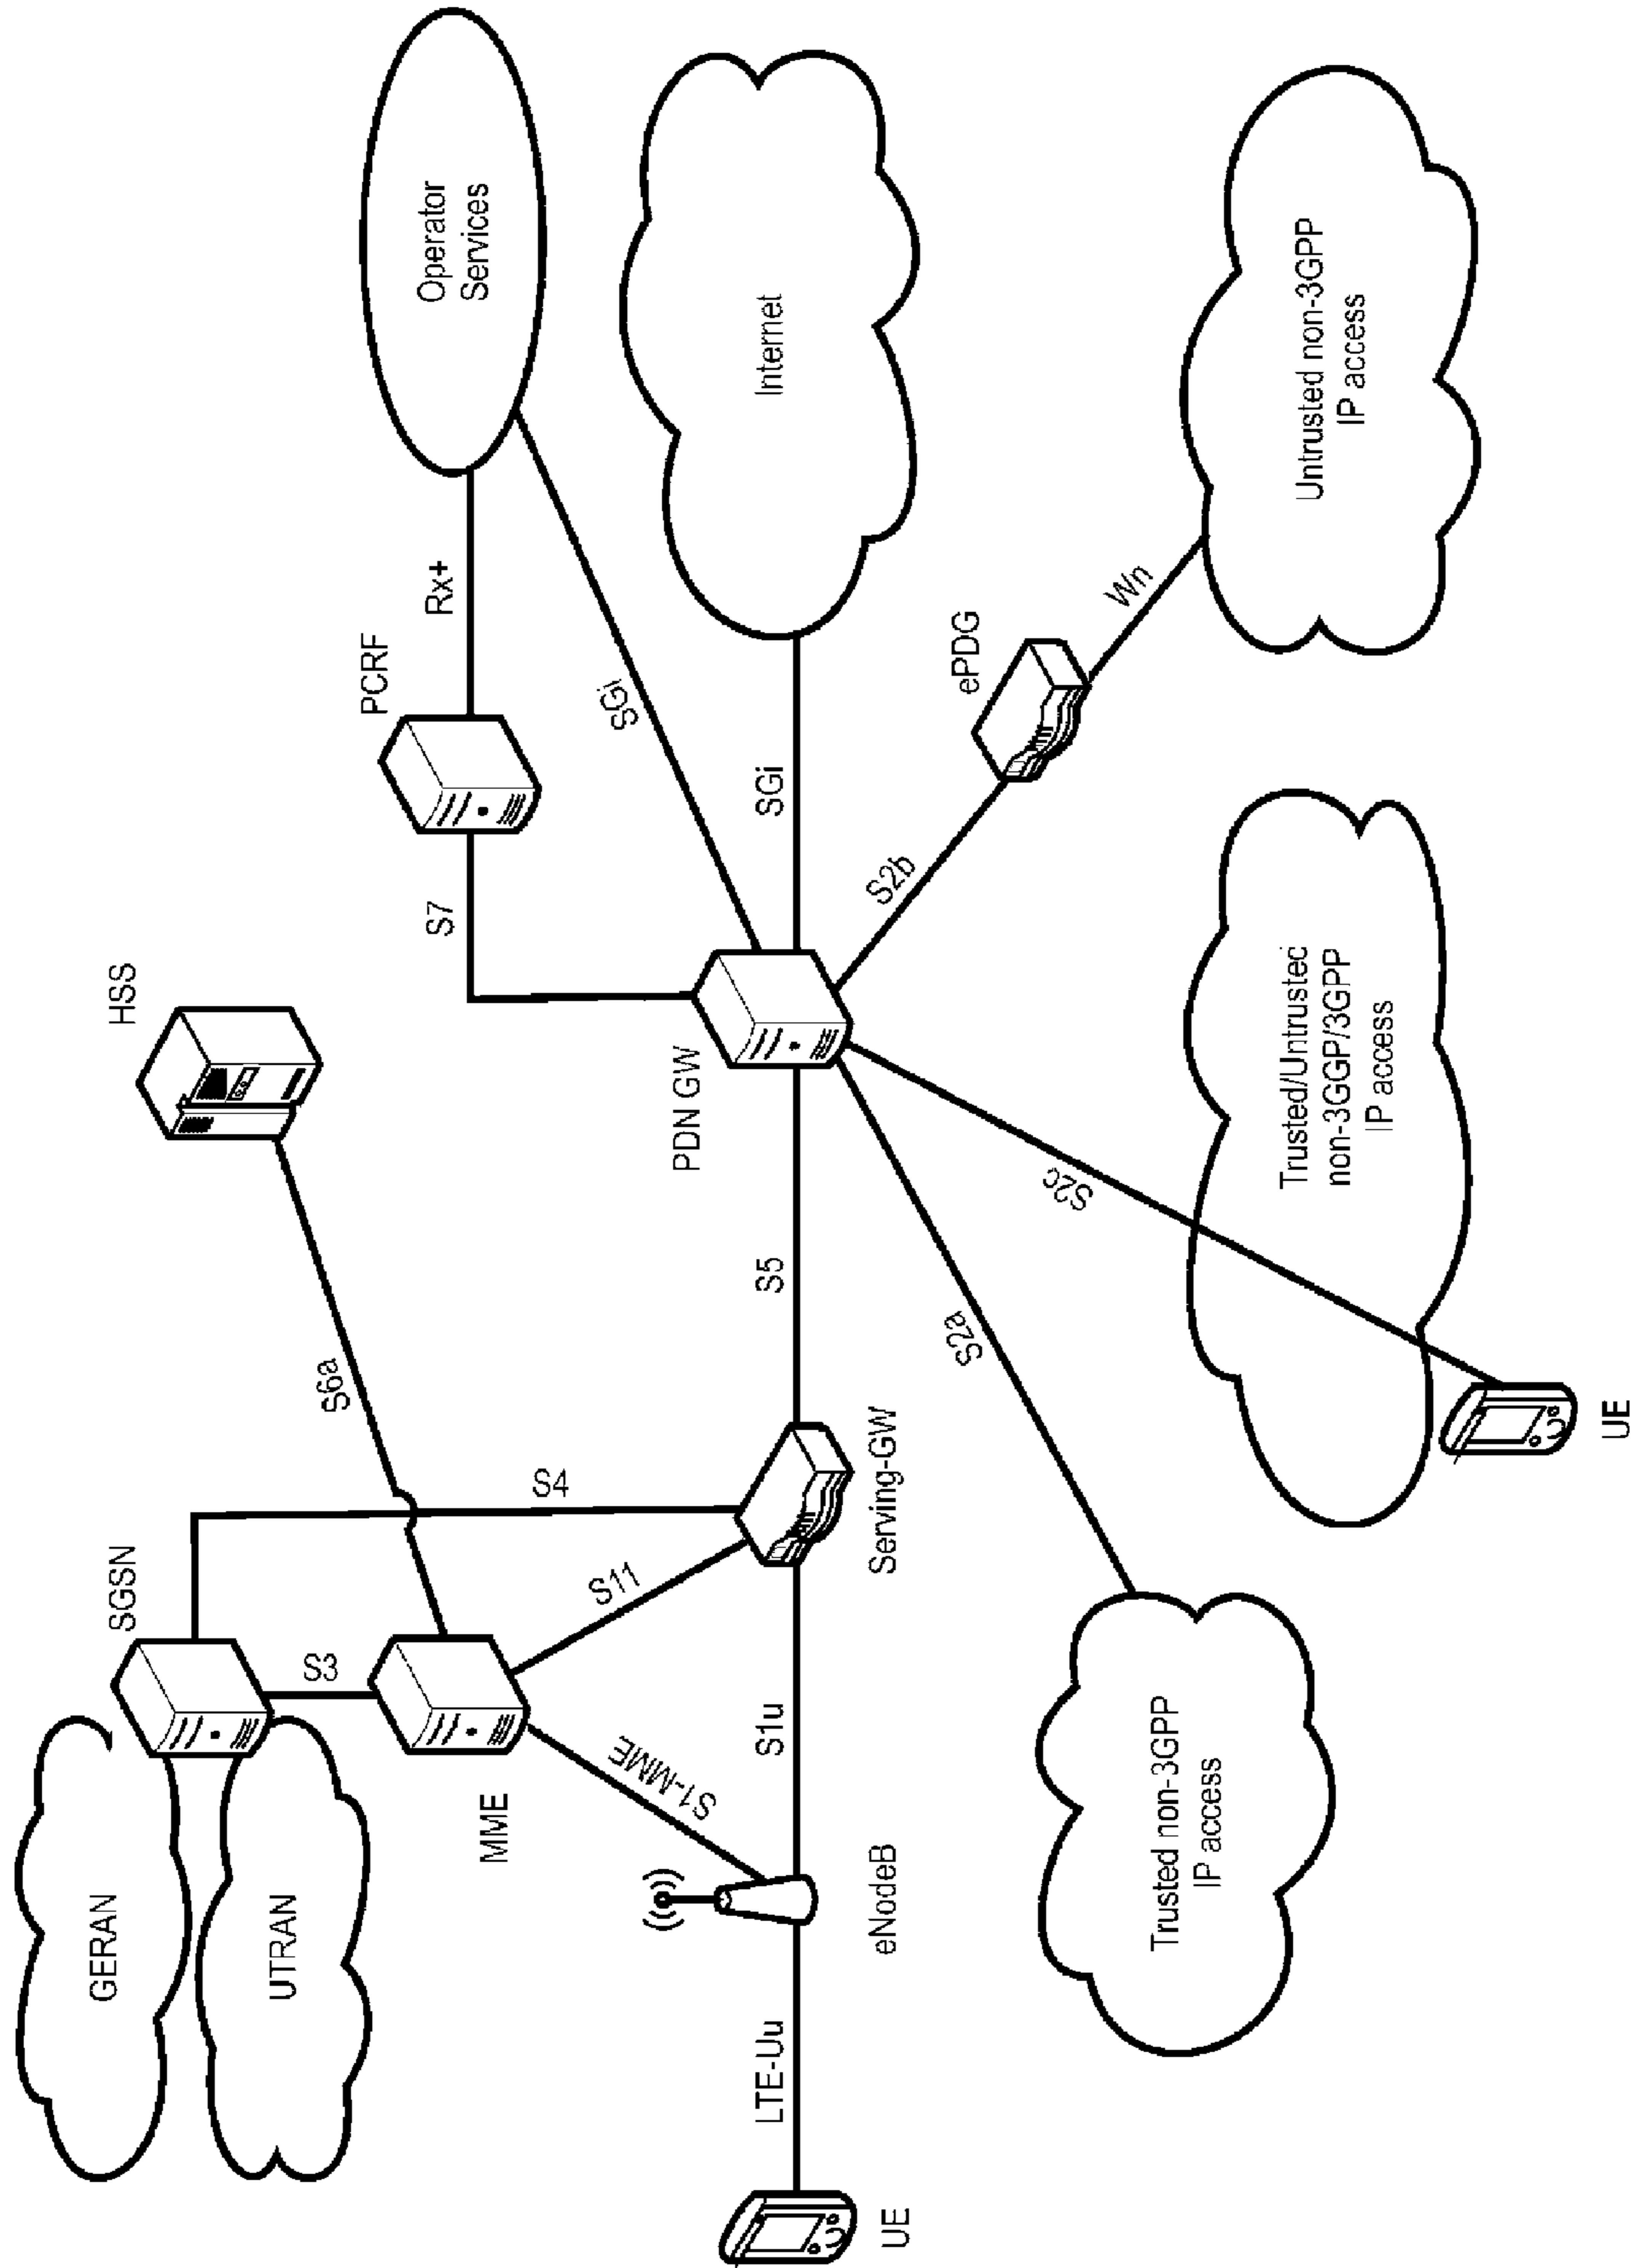 GERAN
SGSN
HSS
UTRAN
S3
S6a
S7
PCRF
Rx+
Operator
Services
MME
S4
S11
S1-MME
SGi
PDN GW
LTE-Uu
S1u
S5
SGi
Internet
UE
eNodeB
Serving-GW
S2b
ePDG
S2a
S2c
Wn
Trusted non-3GPP
IP access
Trusted/Untrustec
non-3GGP/3GPP
IP access
Untrusted non-3GPP
IP access
UE